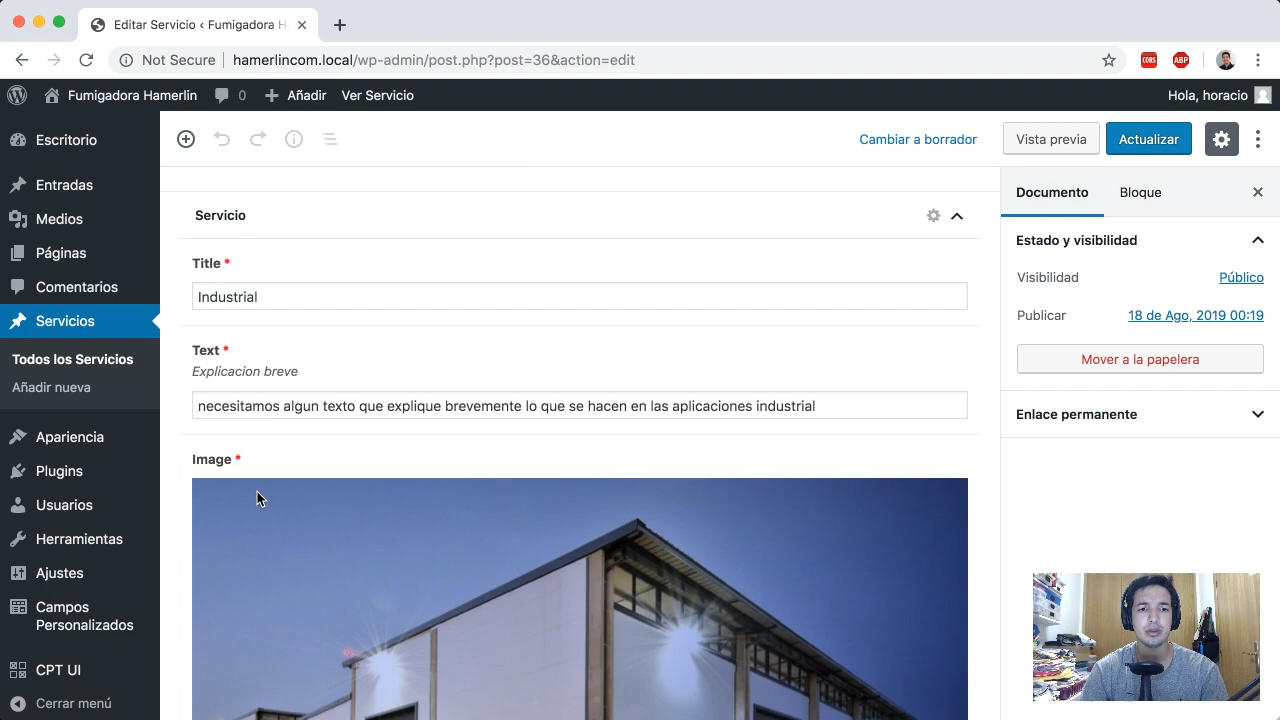 Editar Servicio ‹ Fumigadora H
Not Secure hamerlincom.local/wp-admin/post.php?post=36&action=edit
CORS
ABP
Fumigadora Hamerlin 0 Añadir Ver Servicio Hola, horacio
Escritorio
Entradas
Medios
Páginas
Comentarios
Servicios
Todos los Servicios
Añadir nueva
Apariencia
Plugins
Usuarios
Herramientas
Ajustes
Campos
Personalizados
CPT UI
Cerrar menú
Cambiar a borrador Vista previa Actualizar
Servicio
Title *
Industrial
Text *
Explicacion breve
necesitamos algun texto que explique brevemente lo que se hacen en las aplicaciones industrial
Image *
Documento Bloque
Estado y visibilidad
Visibilidad Público
Publicar 18 de Ago, 2019 00:19
Mover a la papelera
Enlace permanente